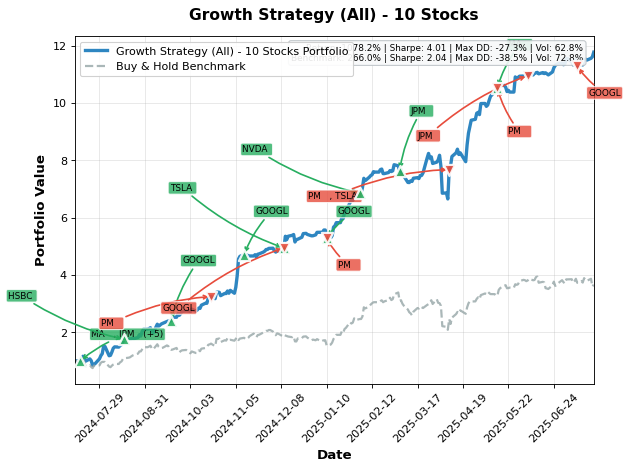 Growth Strategy (All) - 10 Stocks
Growth Strategy (All) - 10 Stocks Portfolio
Buy & Hold Benchmark
78.2% | Sharpe: 4.01 | Max DD: -27.3% | Vol: 62.8%
66.0% | Sharpe: 2.04 | Max DD: -38.5% | Vol: 72.8%
12
10
8
6
4
2
Portfolio Value
GOOGL
JPM
JPM
PM
NVDA
TSLA
PM , TSLA
GOOGL
GOOGL
GOOGL
PM
HSBC
GOOGL
PM
MA
JPM
(+5)
2024-07-29
2024-08-31
2024-10-03
2024-11-05
2024-12-08
2025-01-10
2025-02-12
2025-03-17
2025-04-19
2025-05-22
2025-06-24
Date